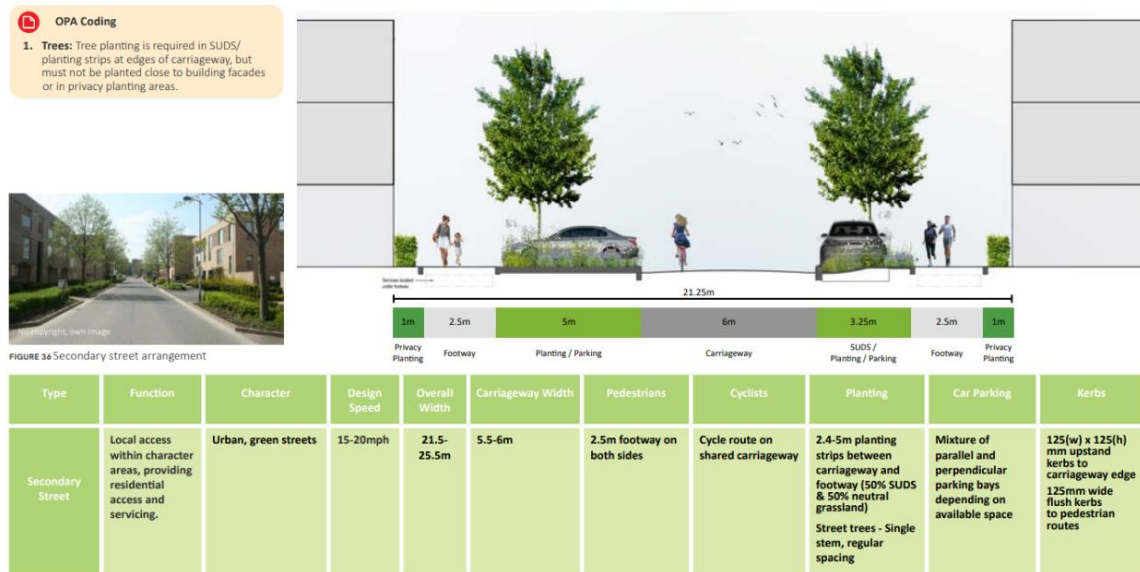 OPA Coding
1. Trees: Tree planting is required in SUDS/
planting strips at edges of carriageway, but
must not be planted close to building facades
or in privacy planting areas.
No copyright, own image
FIGURE 36 Secondary street arrangement
Services located
under footway
21.25m
1m
2.5m
5m
6m
3.25m
2.5m
1m
Privacy
Planting
Footway
Planting / Parking
Carriageway
SUDS /
Planting / Parking
Footway
Privacy
Planting
Type
Function
Character
Design
Speed
Overall
Width
Carriageway Width
Pedestrians
Cyclists
Planting
Car Parking
Kerbs
Secondary
Street
Local access
within character
areas, providing
residential
access and
servicing.
Urban, green streets
15-20mph
21.5-
25.5m
5.5-6m
2.5m footway on
both sides
Cycle route on
shared carriageway
2.4-5m planting
strips between
carriageway and
footway (50% SUDS
& 50% neutral
grassland)
Street trees - Single
stem, regular
spacing
Mixture of
parallel and
perpendicular
parking bays
depending on
available space
125(w) x 125(h)
mm upstand
kerbs to
carriageway edge
125mm wide
flush kerbs
to pedestrian
routes